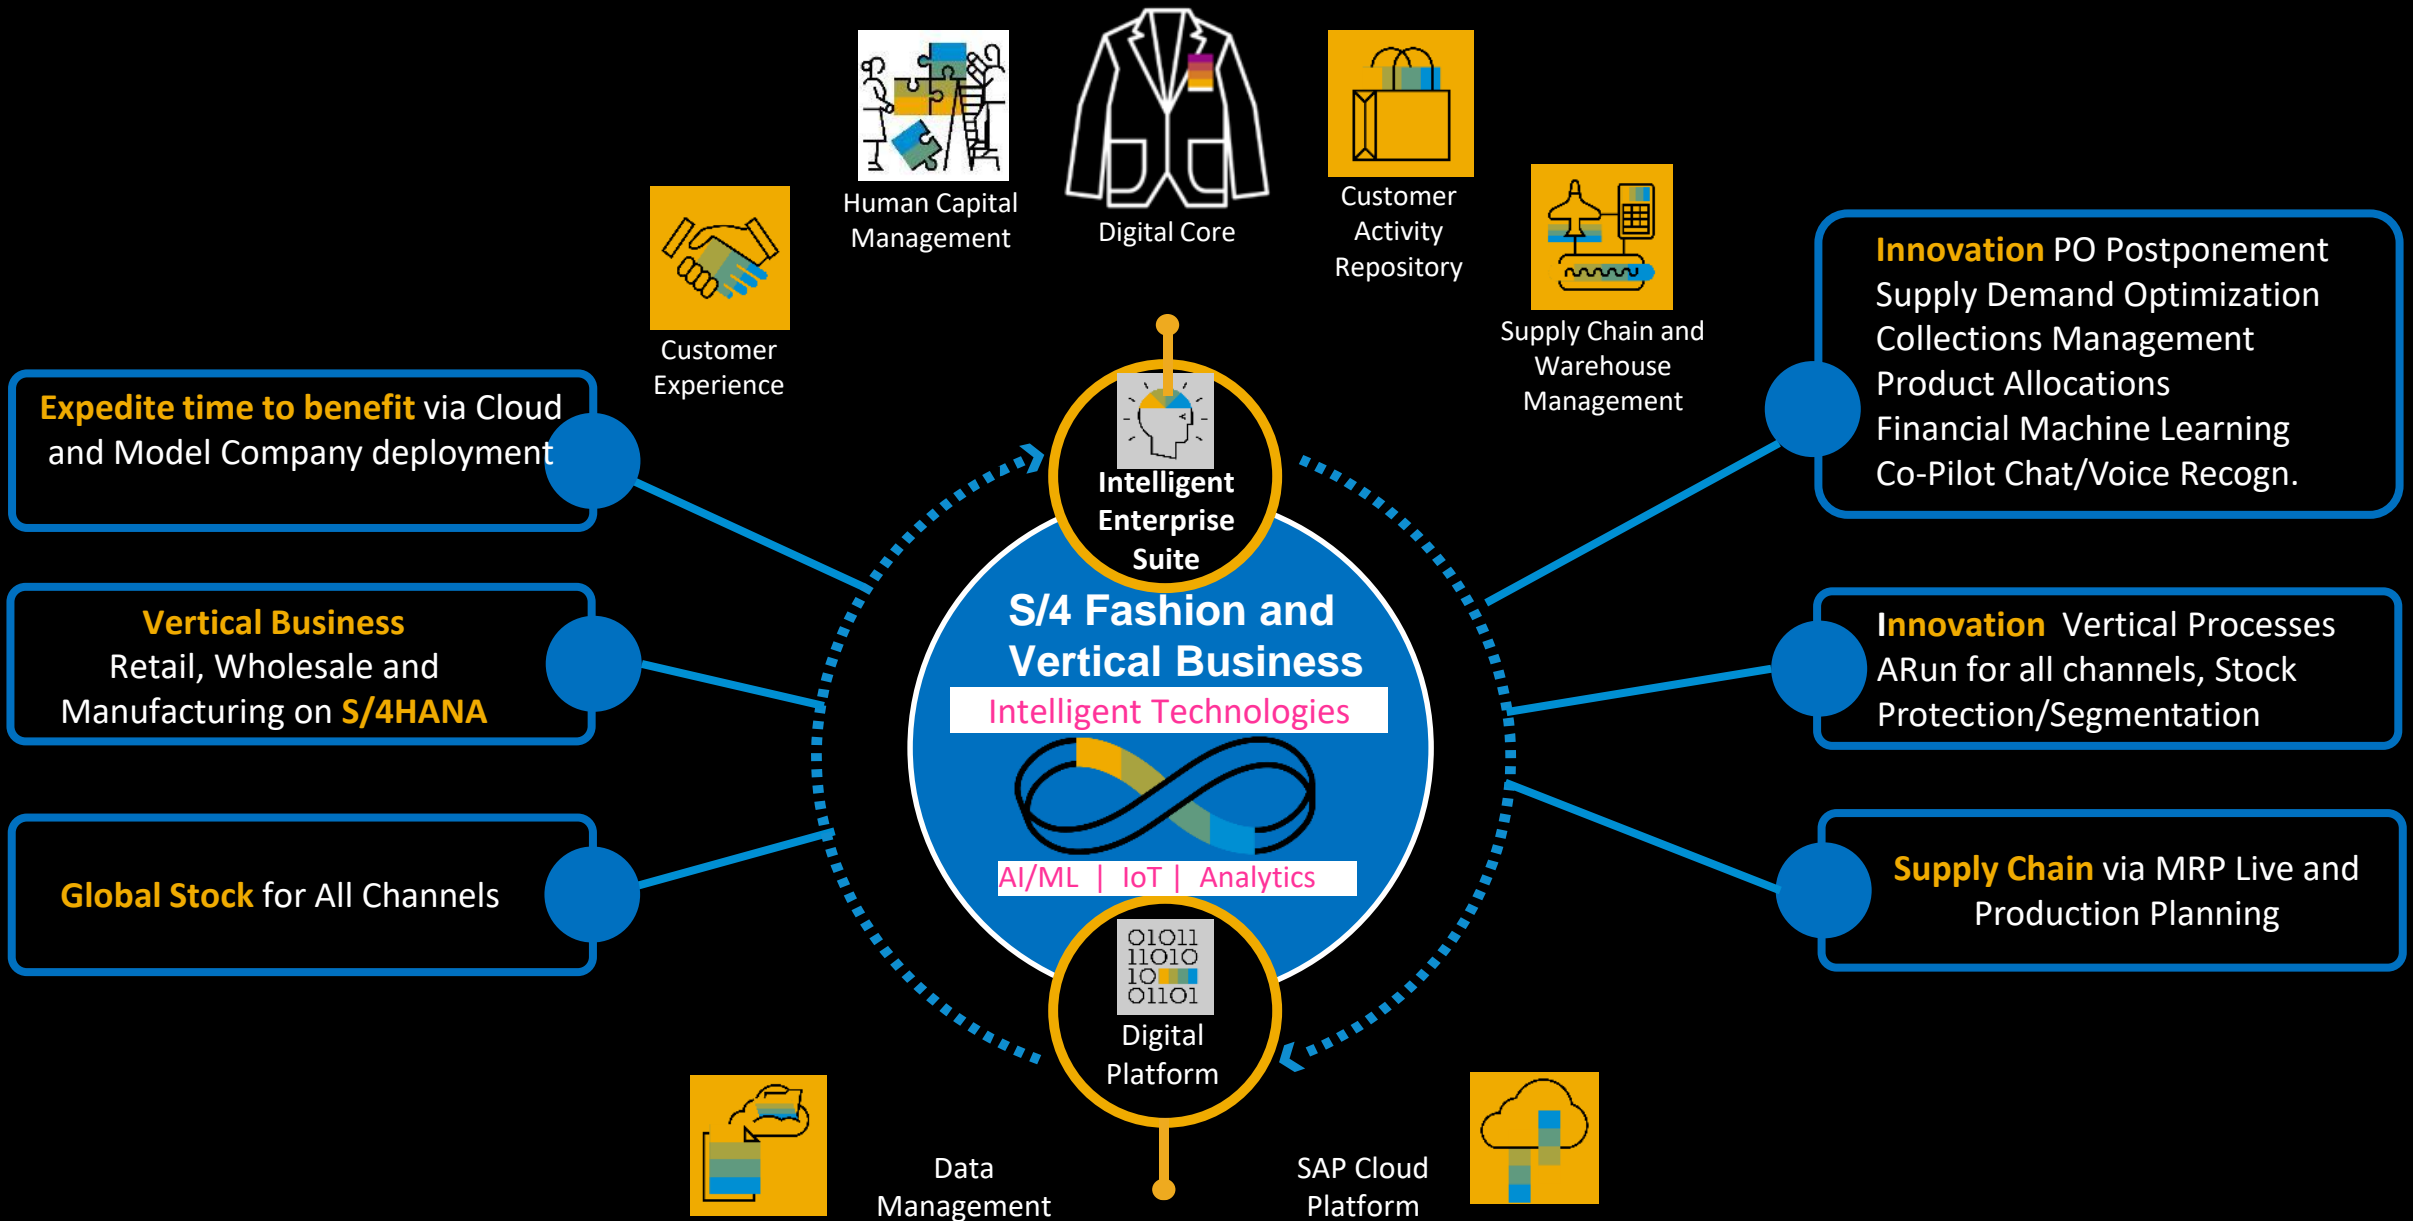 Human Capital
Management
Digital Core
Customer
Activity
Repository
Customer
Experience
Supply Chain and
Warehouse
Management
Expedite time to benefit via Cloud
and Model Company deployment
Vertical Business
Retail, Wholesale and
Manufacturing on S/4HANA
Global Stock for All Channels
Intelligent
Enterprise
Suite
S/4 Fashion and
Vertical Business
Intelligent Technologies
AI/ML | IoT | Analytics
01011
11010
10
01101
Digital
Platform
Innovation PO Postponement
Supply Demand Optimization
Collections Management
Product Allocations
Financial Machine Learning
Co-Pilot Chat/Voice Recogn.
Innovation Vertical Processes
ARun for all channels, Stock
Protection/Segmentation
Supply Chain via MRP Live and
Production Planning
Data
Management
SAP Cloud
Platform